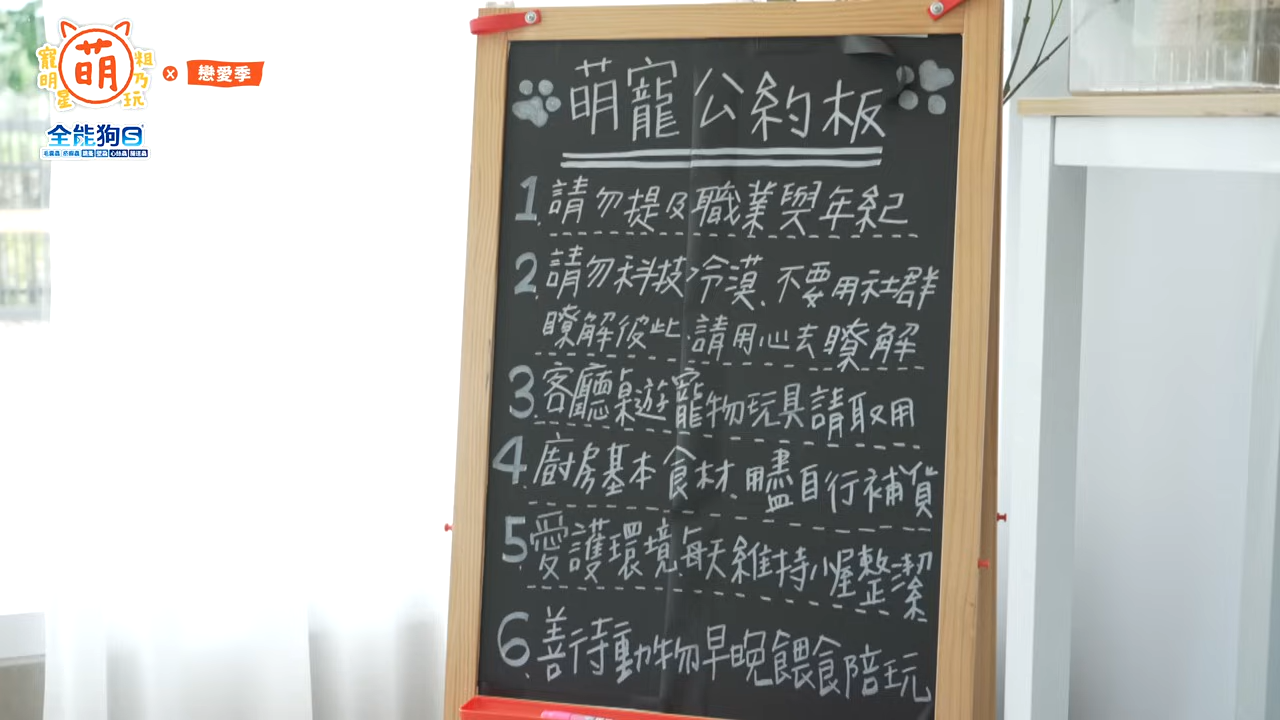 寵明星
萌
粗乃玩
x
戀愛季
全能狗S
萌寵公約板
1.請勿提及職業與年紀
2.請勿科技冷漠、不要用社群
瞭解彼此、請用心去瞭解
3.客廳桌遊寵物玩具請取用
4.廚房基本食材、用盡自行補貨
5.愛護環境每天維持小屋整潔
6.善待動物早晚餵食陪玩